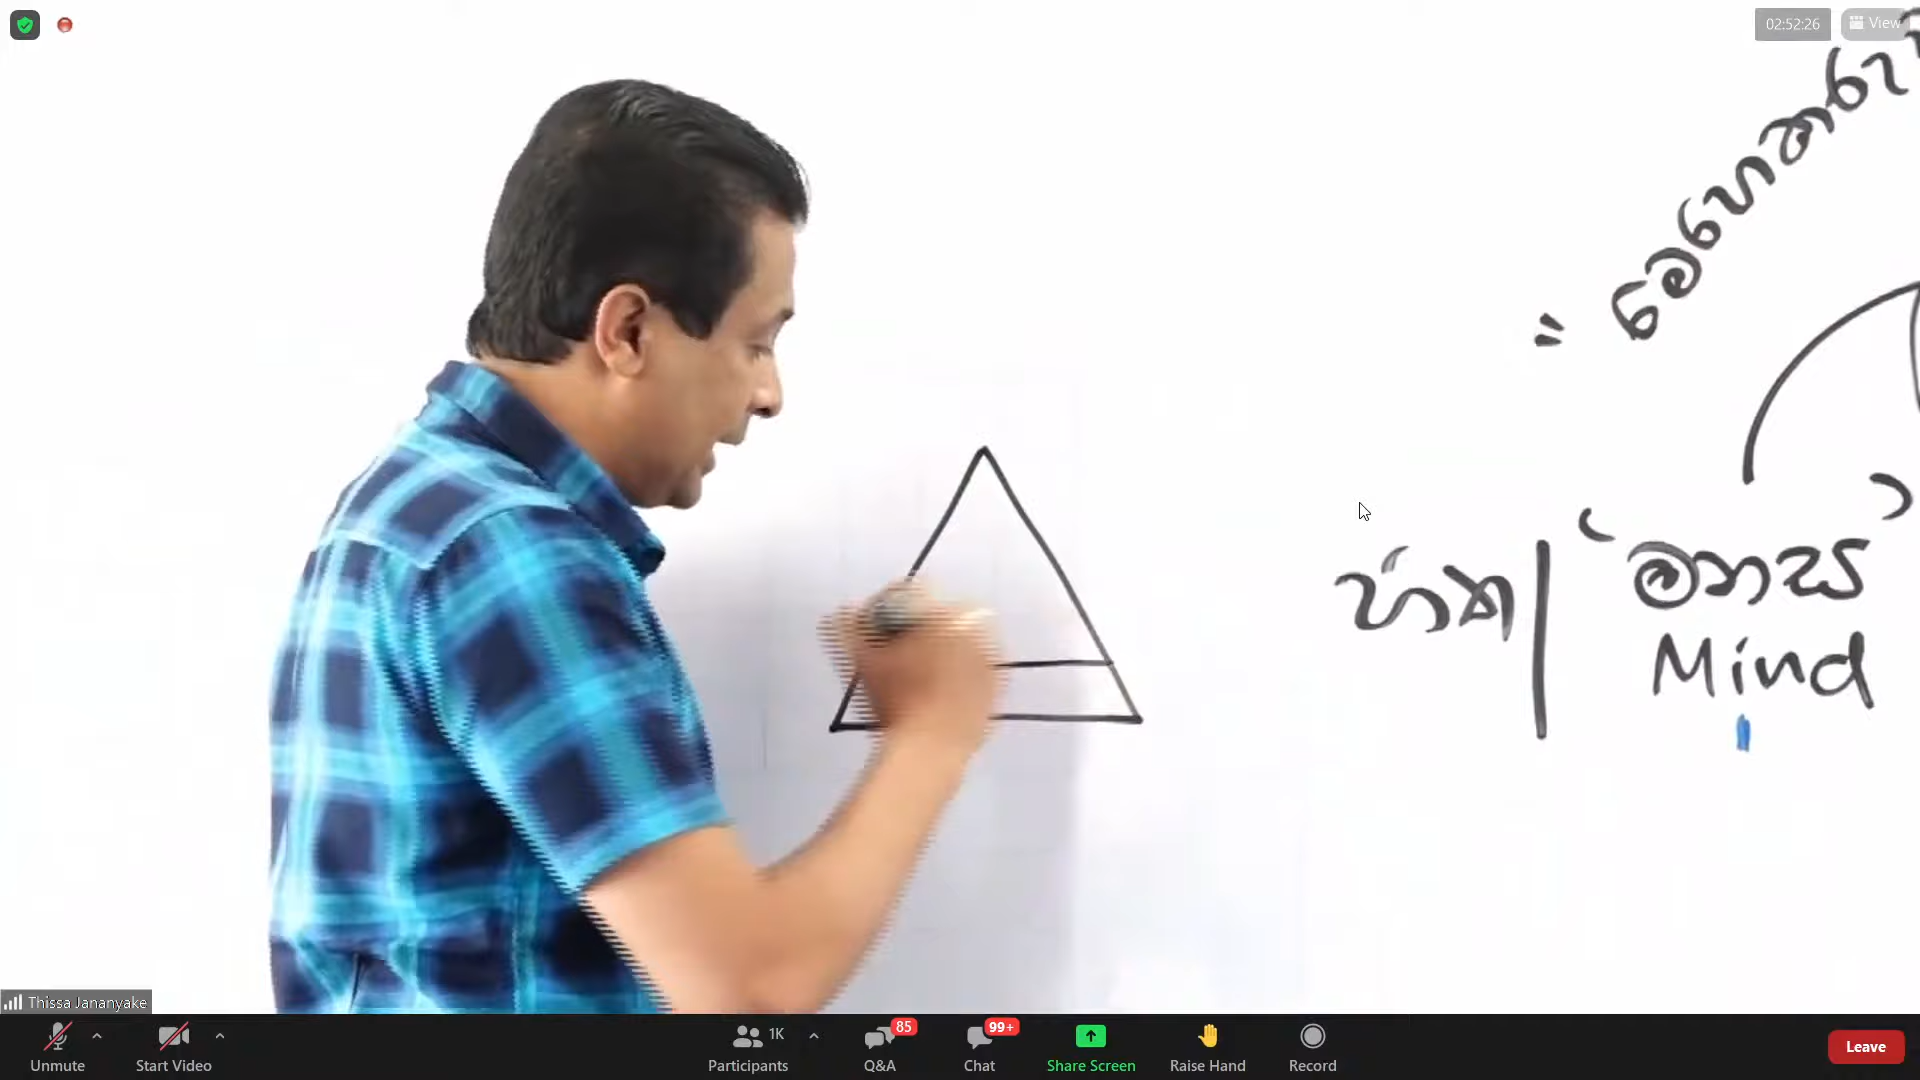 02:52:26
View
"
මනස
Mind
Thissa Jananyake
Unmute
Start Video
1K
Participants
85
Q&A
99+
Chat
Share Screen
Raise Hand
Record
Leave